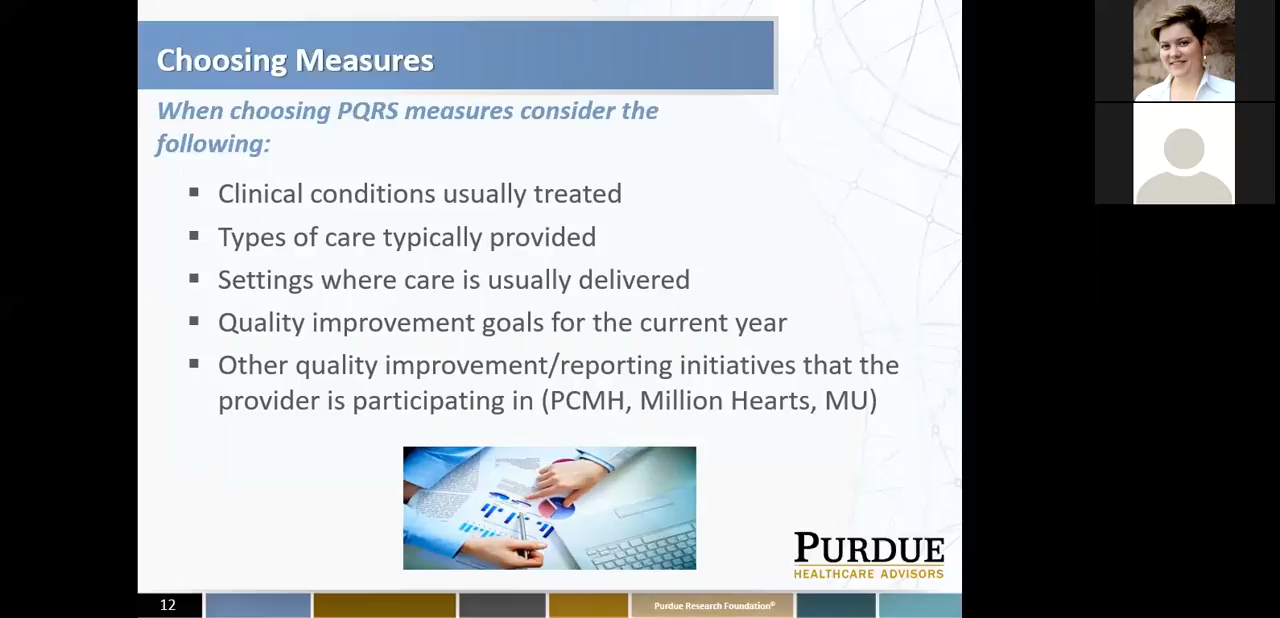 Choosing Measures
When choosing PQRS measures consider the
following:
▪ Clinical conditions usually treated
▪ Types of care typically provided
▪ Settings where care is usually delivered
▪ Quality improvement goals for the current year
▪ Other quality improvement/reporting initiatives that the
provider is participating in (PCMH, Million Hearts, MU)
PURDUE
HEALTHCARE ADVISORS
12
Purdue Research Foundation®